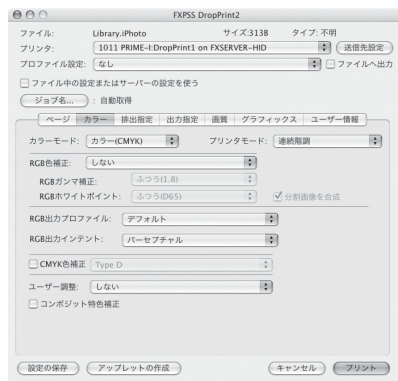 FXPSS DropPrint2
ファイル: Library.iPhoto サイズ:313B タイプ: 不明
プリンタ: 1011 PRIME-I:DropPrint1 on FXSERVER-HID 送信先設定
プロファイル設定: なし ファイルへ出力
ファイル中の設定またはサーバーの設定を使う
ジョブ名... : 自動取得
ページ カラー 排出指定 出力指定 画質 グラフィックス ユーザー情報
カラーモード: カラー(CMYK) プリンタモード: 連続階調
RGB色補正: しない
RGBガンマ補正: ふつう(1.8)
RGBホワイトポイント: ふつう(D65) 分割画像を合成
RGB出力プロファイル: デフォルト
RGB出力インテント: パーセプチャル
CMYK色補正 Type D
ユーザー調整: しない
コンポジット特色補正
設定の保存 アップレットの作成 キャンセル プリント